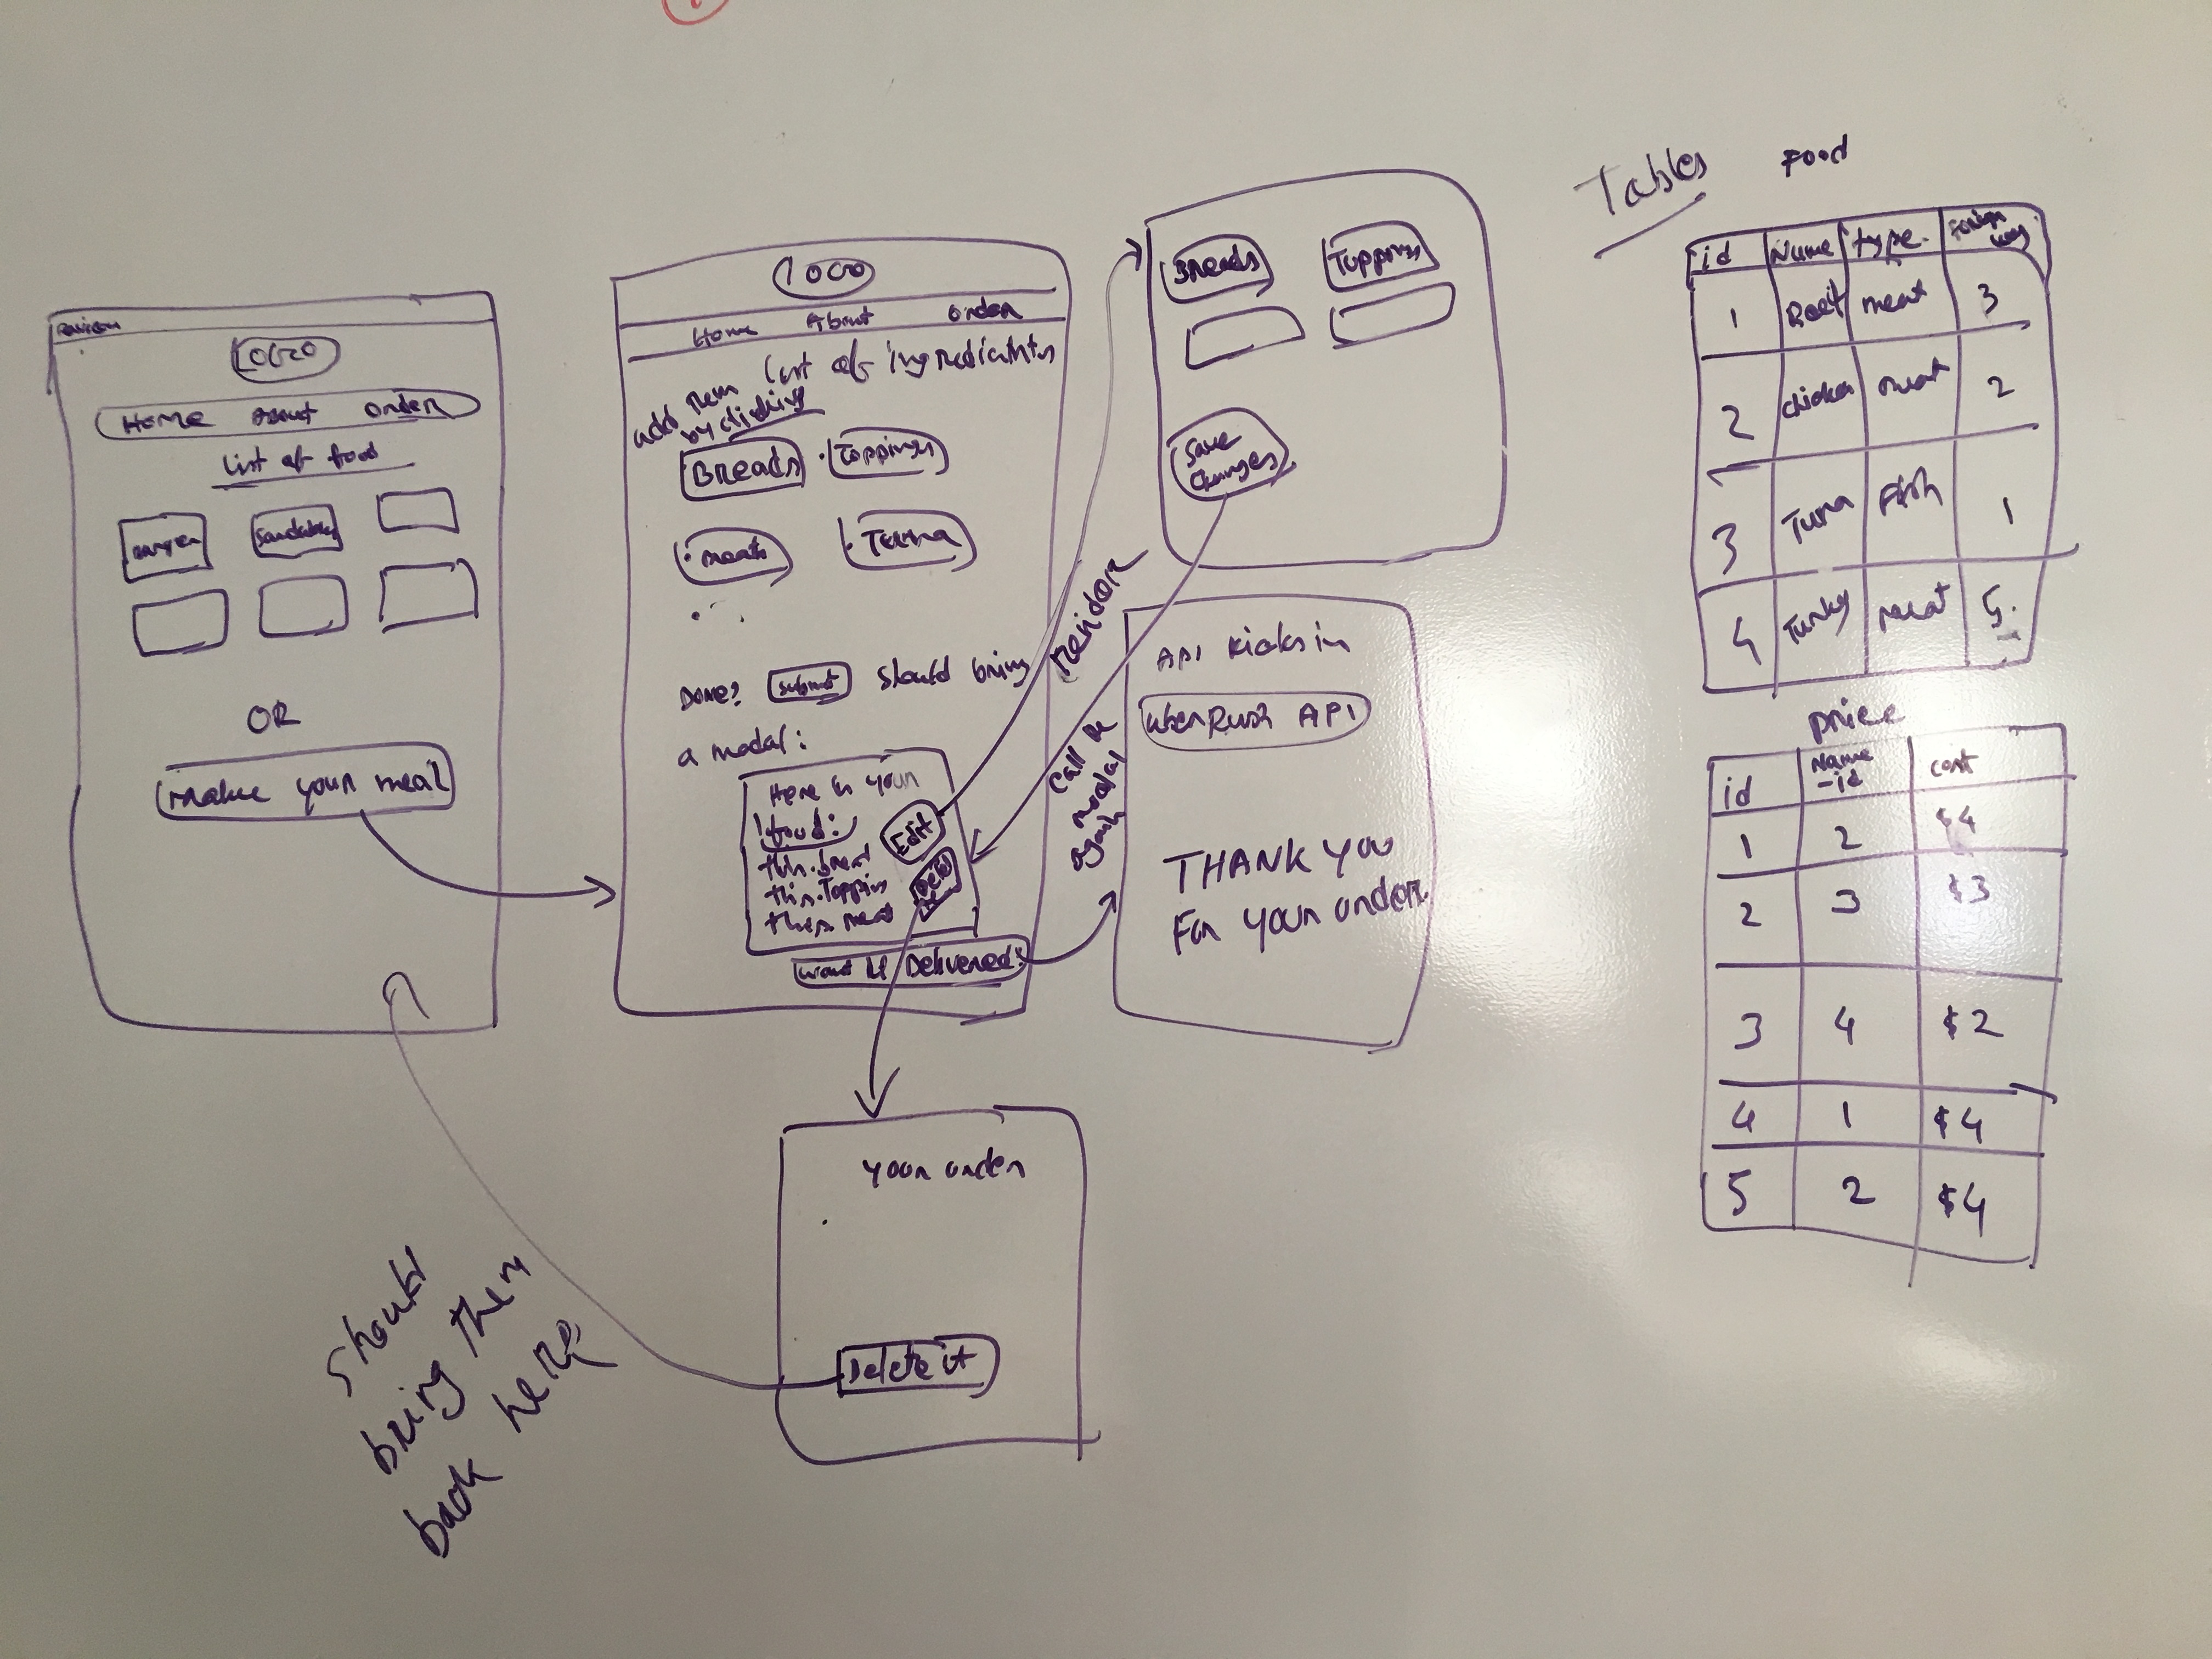 LOGO
Home About Order
List of food
Burger Sandwhich
OR
Make your meal
LOGO
Home About Order
list of ingredients
add them
by clicking
Breads Toppings
meats Tuna
Done? submit should bring
a modal:
Here is your
food:
Edit
this.bread
this.Toppins
this.meat
Delete
want it Delivered?
Breads Toppings
Save
Changes
Call the
modal
again
API kicks in
UberRush API
THANK YOU
For your order
your order
Delete it
should
bring them
back here
Tables Food
id Name type Foreign key
1 Beef meat 3
2 chicken meat 2
3 Tuna Fish 1
4 Turkey meat 5
price
id Name-id cost
1 2 $4
2 3 $3
3 4 $2
4 1 $4
5 2 $4